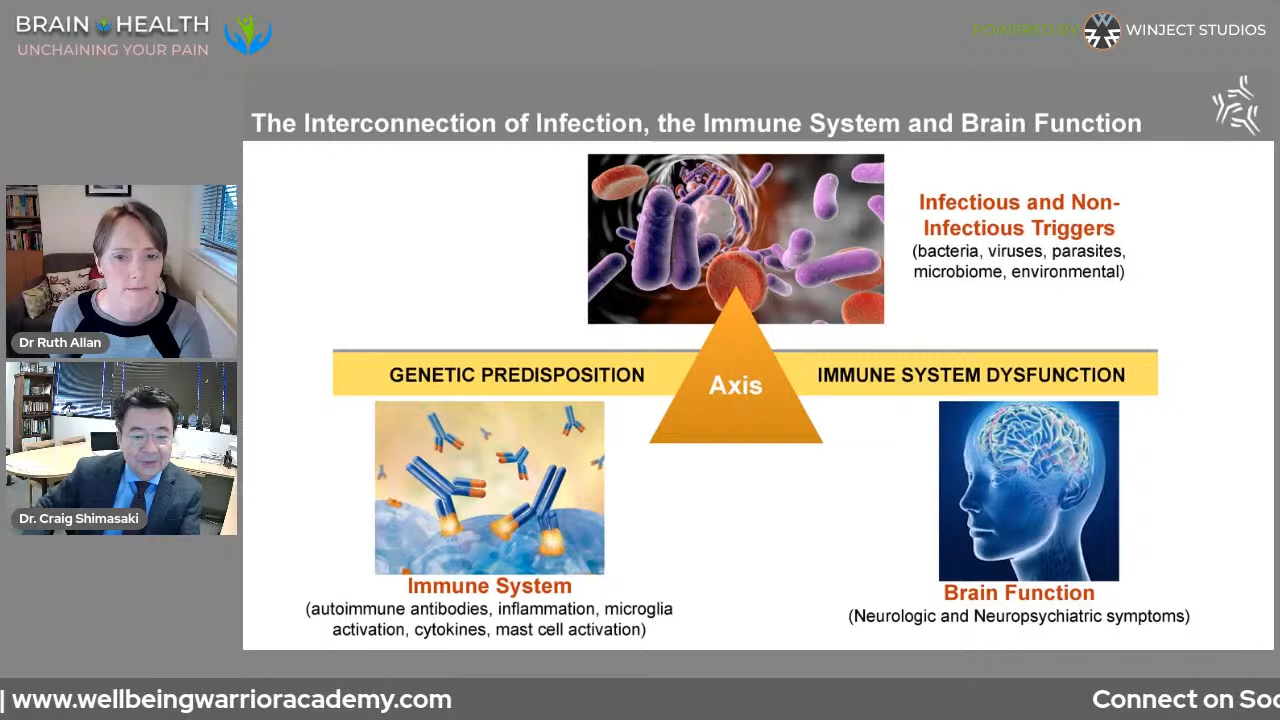 BRAIN HEALTH
UNCHAINING YOUR PAIN
POWERED BY
WINJECT STUDIOS
The Interconnection of Infection, the Immune System and Brain Function
Infectious and Non-
Infectious Triggers
(bacteria, viruses, parasites,
microbiome, environmental)
Dr Ruth Allan
GENETIC PREDISPOSITION
Axis
IMMUNE SYSTEM DYSFUNCTION
Dr. Craig Shimasaki
Immune System
(autoimmune antibodies, inflammation, microglia
activation, cytokines, mast cell activation)
Brain Function
(Neurologic and Neuropsychiatric symptoms)
| www.wellbeingwarrioracademy.com
Connect on Soc